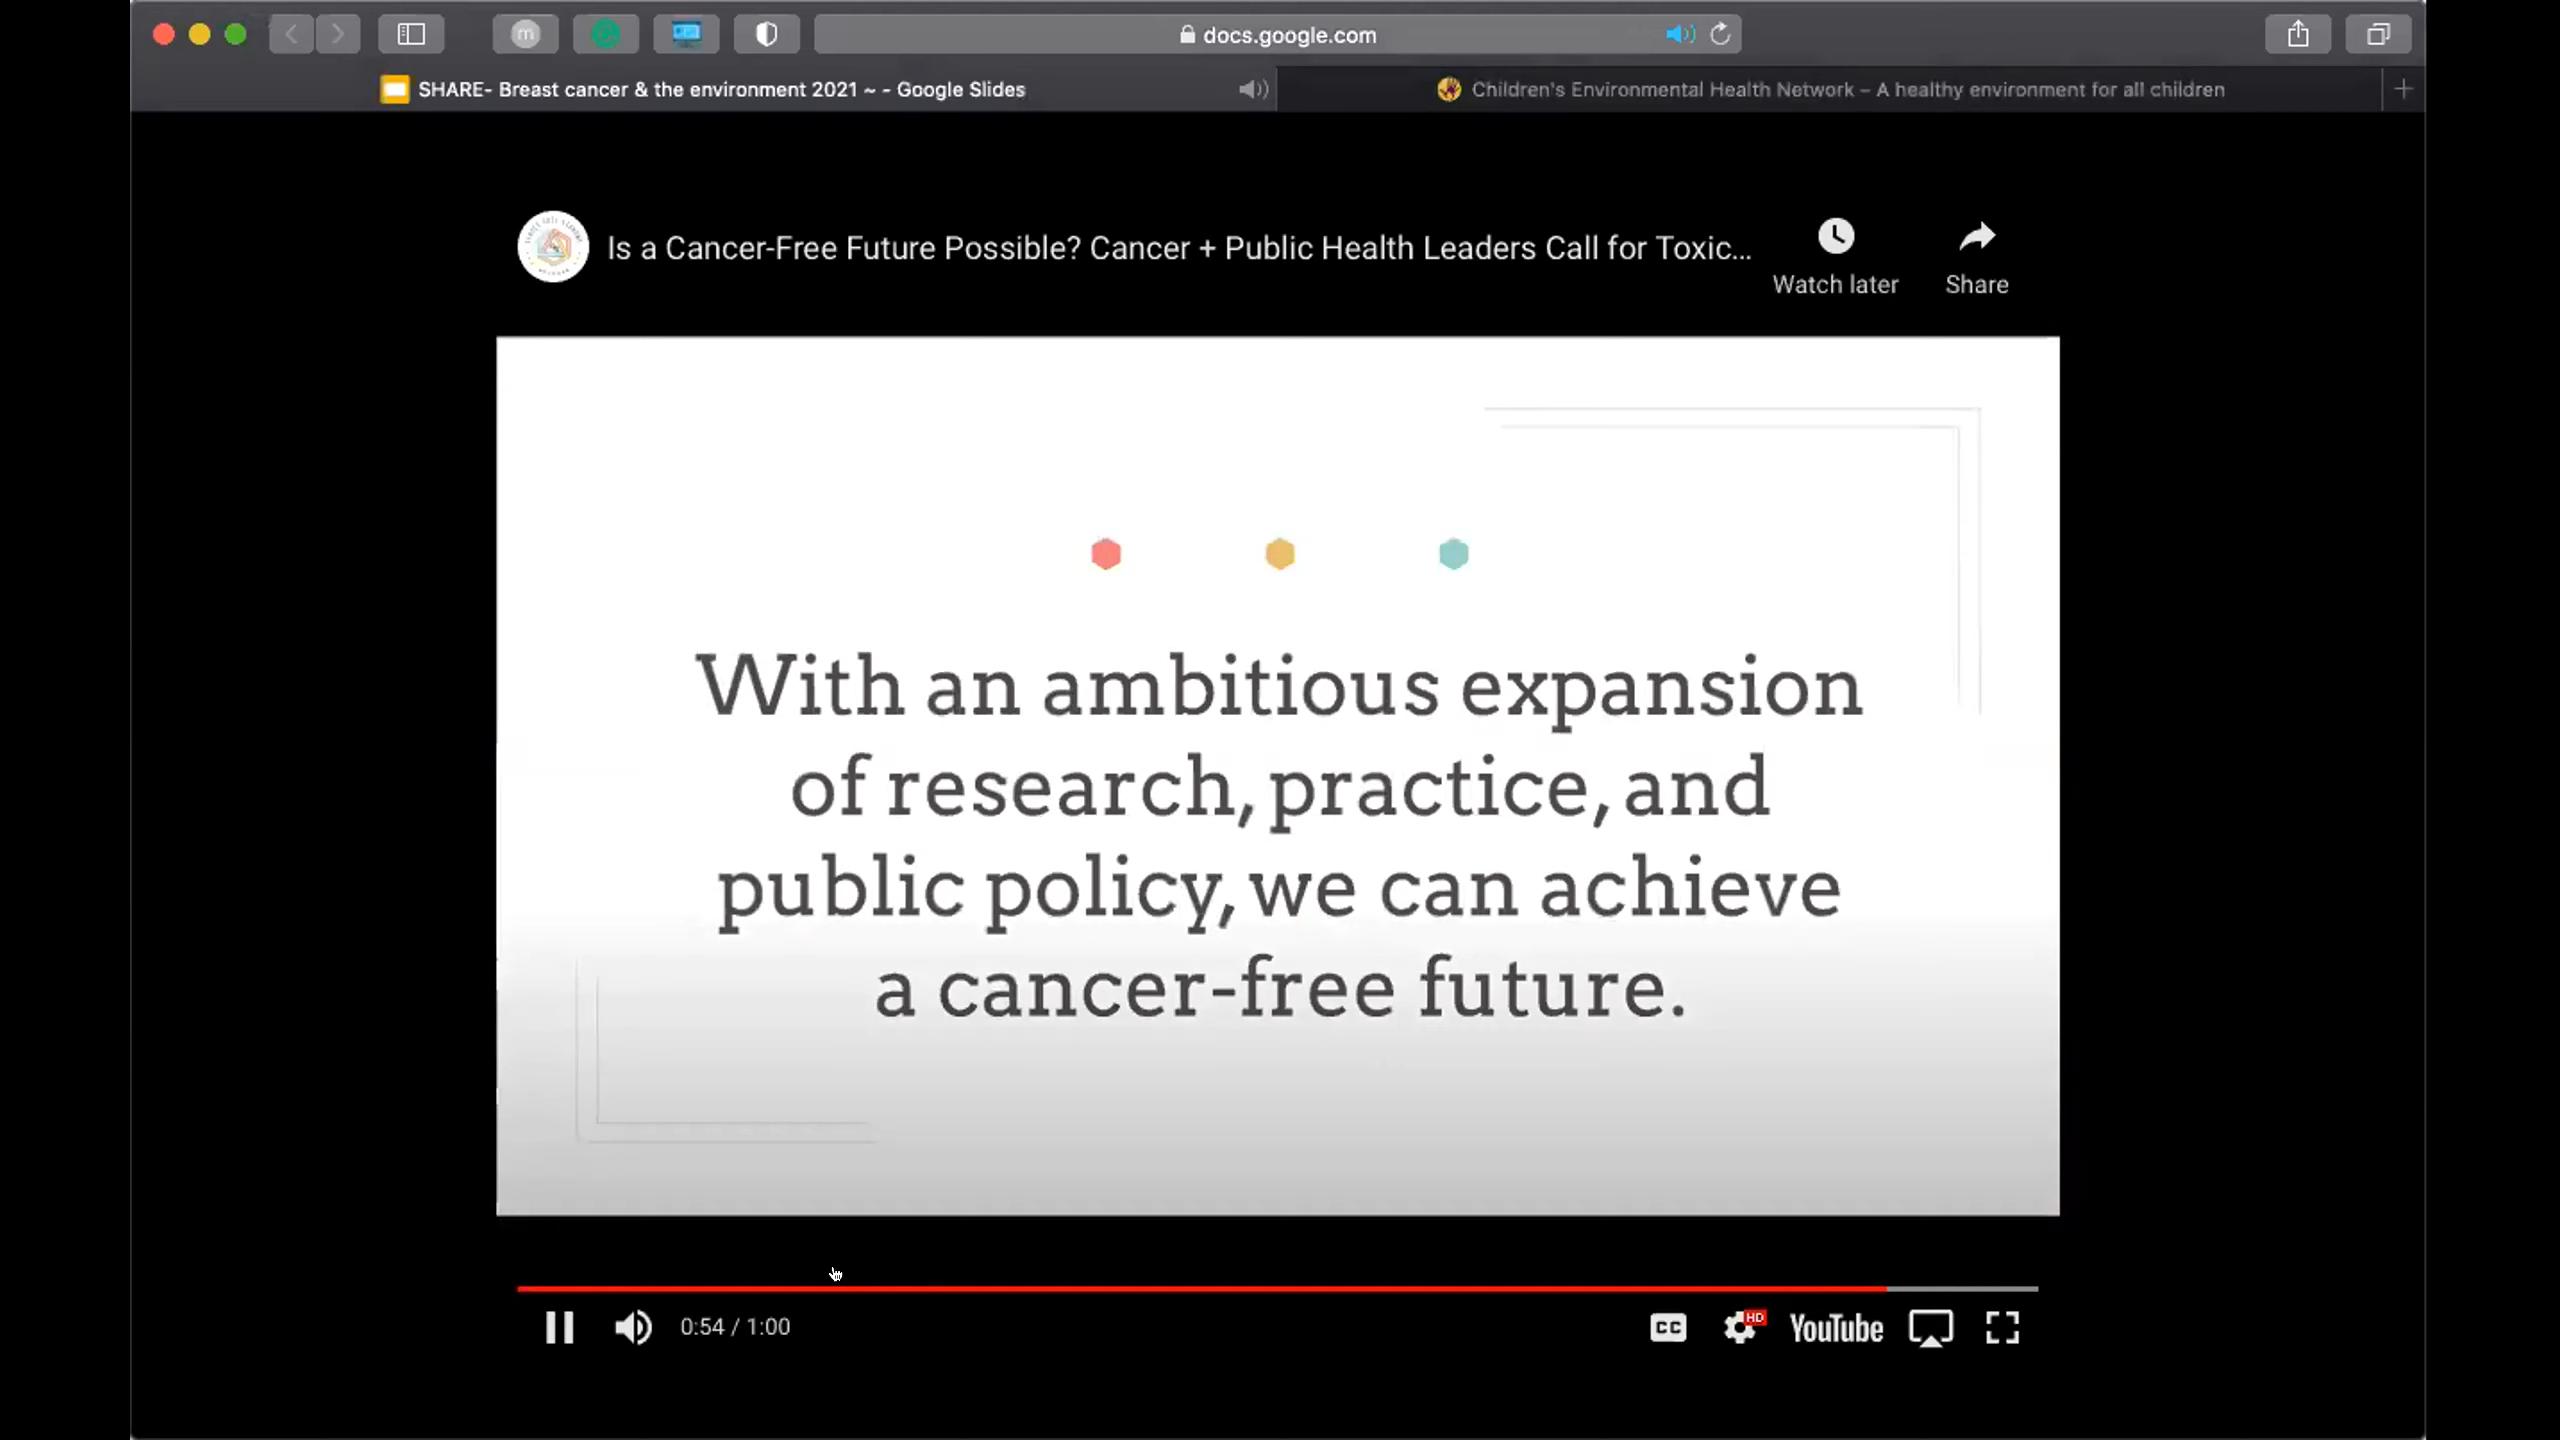 docs.google.com
SHARE- Breast cancer & the environment 2021 ~ - Google Slides
Children's Environmental Health Network – A healthy environment for all children
Is a Cancer-Free Future Possible? Cancer + Public Health Leaders Call for Toxic...
Watch later
Share
With an ambitious expansion
of research, practice, and
public policy, we can achieve
a cancer-free future.
0:54 / 1:00
CC
HD
YouTube